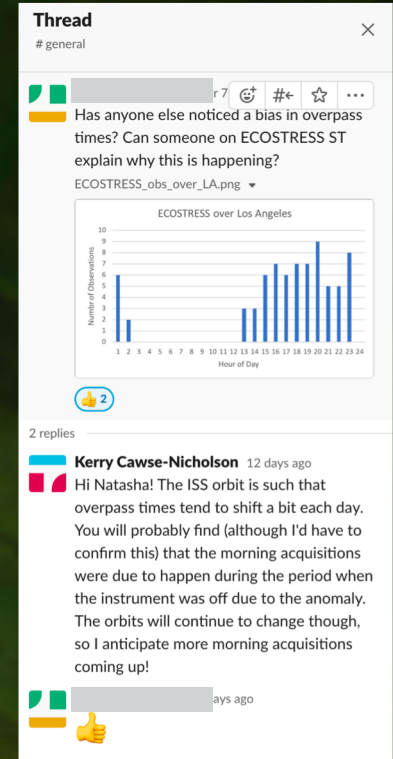 Thread
# general
r 7
Has anyone else noticed a bias in overpass
times? Can someone on ECOSTRESS ST
explain why this is happening?
ECOSTRESS_obs_over_LA.png
ECOSTRESS over Los Angeles
Numbr of Observations
10
9
8
7
6
5
4
3
2
1
0
1 2 3 4 5 6 7 8 9 10 11 12 13 14 15 16 17 18 19 20 21 22 23 24
Hour of Day
2
2 replies
Kerry Cawse-Nicholson 12 days ago
Hi Natasha! The ISS orbit is such that
overpass times tend to shift a bit each day.
You will probably find (although I'd have to
confirm this) that the morning acquisitions
were due to happen during the period when
the instrument was off due to the anomaly.
The orbits will continue to change though,
so I anticipate more morning acquisitions
coming up!
ays ago